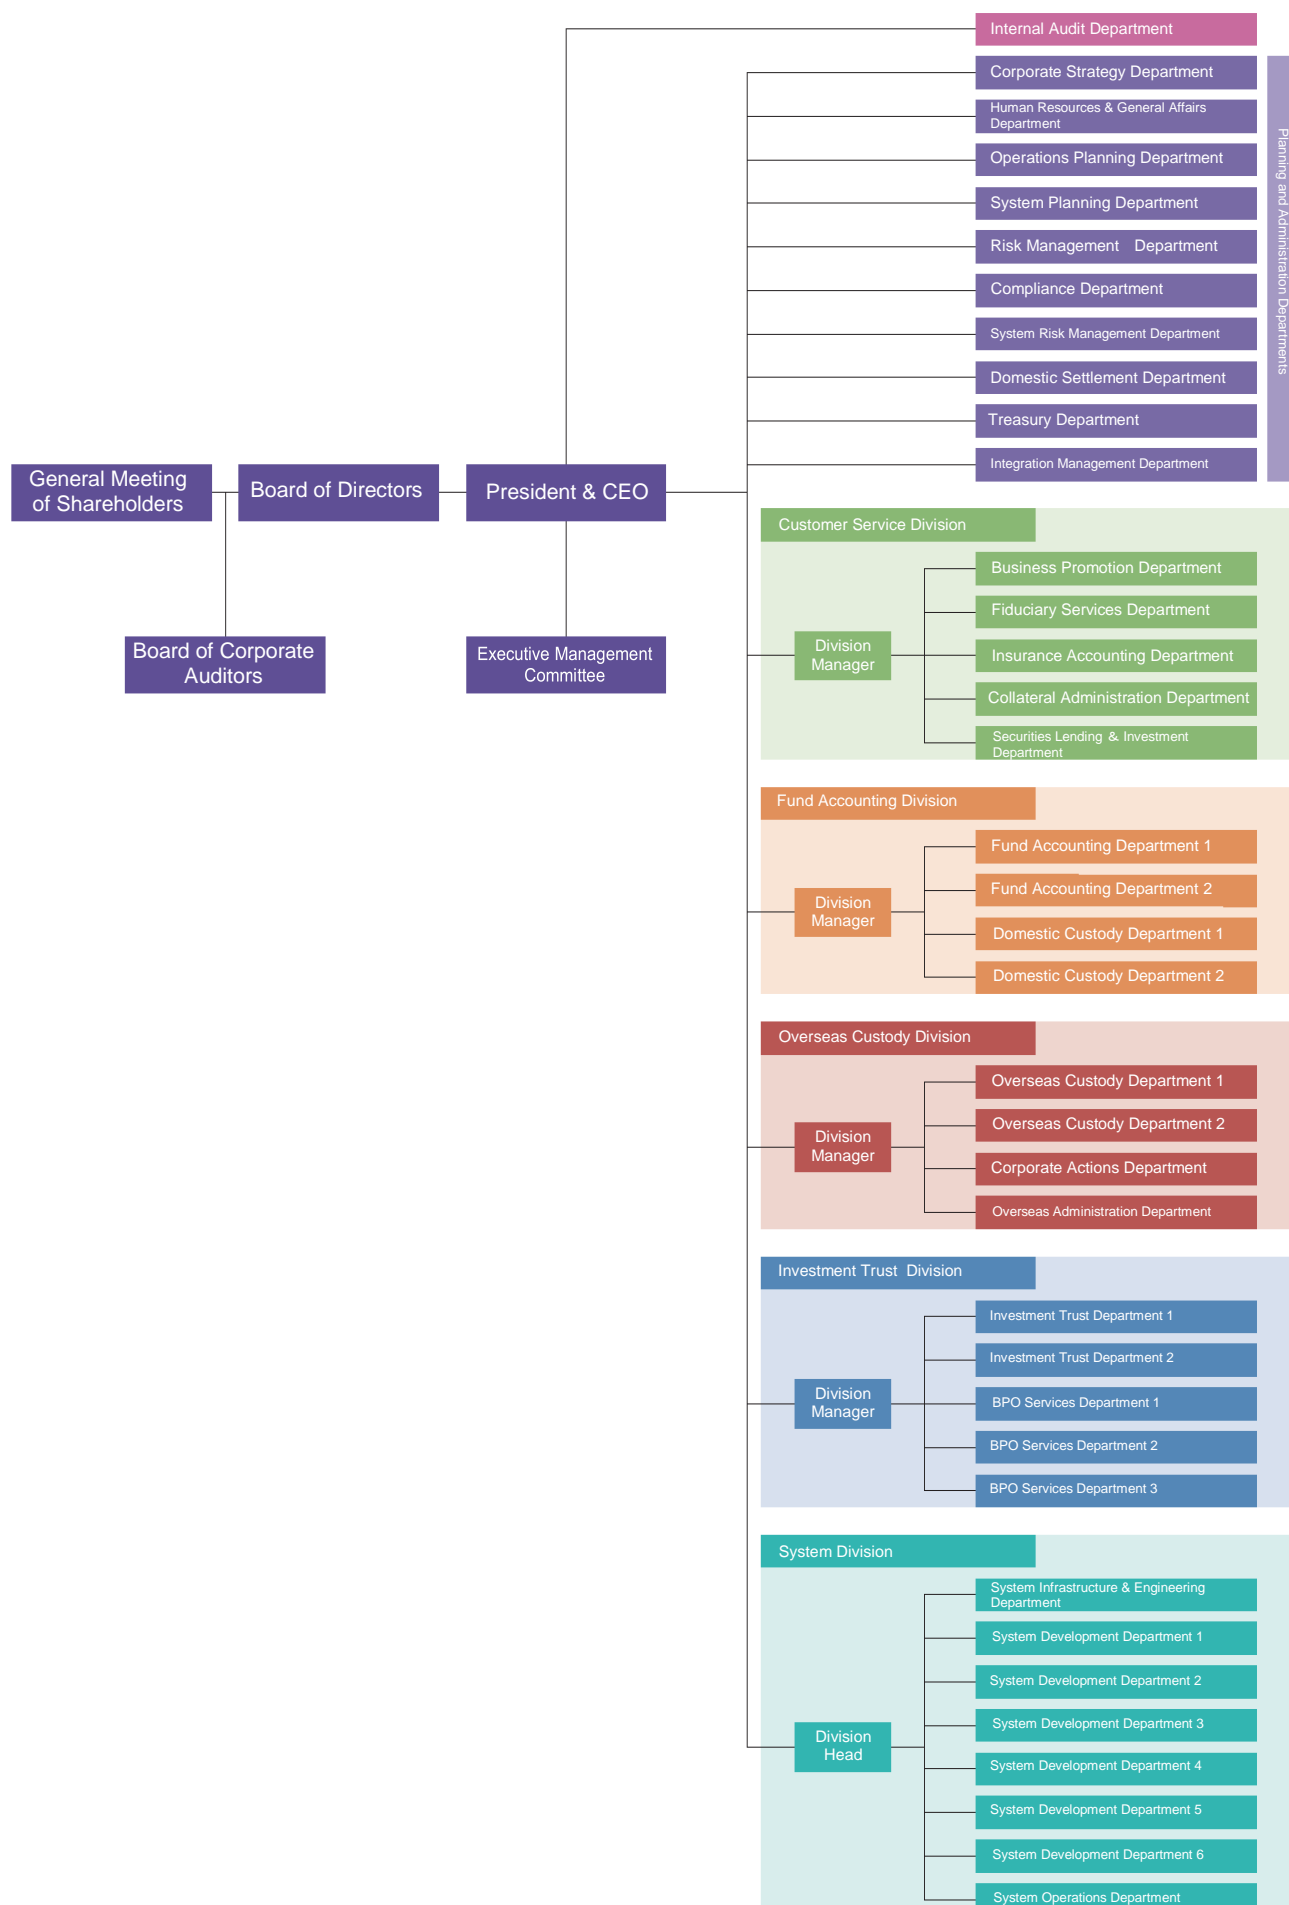 Internal Audit Department
Corporate Strategy Department
Human Resources & General Affairs
Department
Operations Planning Department
System Planning Department
Risk Management Department
Compliance Department
System Risk Management Department
Domestic Settlement Department
Treasury Department
Integration Management Department
Planning and Administration Departments
General Meeting
of Shareholders
Board of Directors
President & CEO
Board of Corporate
Auditors
Executive Management
Committee
Customer Service Division
Division
Manager
Business Promotion Department
Fiduciary Services Department
Insurance Accounting Department
Collateral Administration Department
Securities Lending & Investment
Department
Fund Accounting Division
Division
Manager
Fund Accounting Department 1
Fund Accounting Department 2
Domestic Custody Department 1
Domestic Custody Department 2
Overseas Custody Division
Division
Manager
Overseas Custody Department 1
Overseas Custody Department 2
Corporate Actions Department
Overseas Administration Department
Investment Trust Division
Division
Manager
Investment Trust Department 1
Investment Trust Department 2
BPO Services Department 1
BPO Services Department 2
BPO Services Department 3
System Division
Division
Head
System Infrastructure & Engineering
Department
System Development Department 1
System Development Department 2
System Development Department 3
System Development Department 4
System Development Department 5
System Development Department 6
System Operations Department